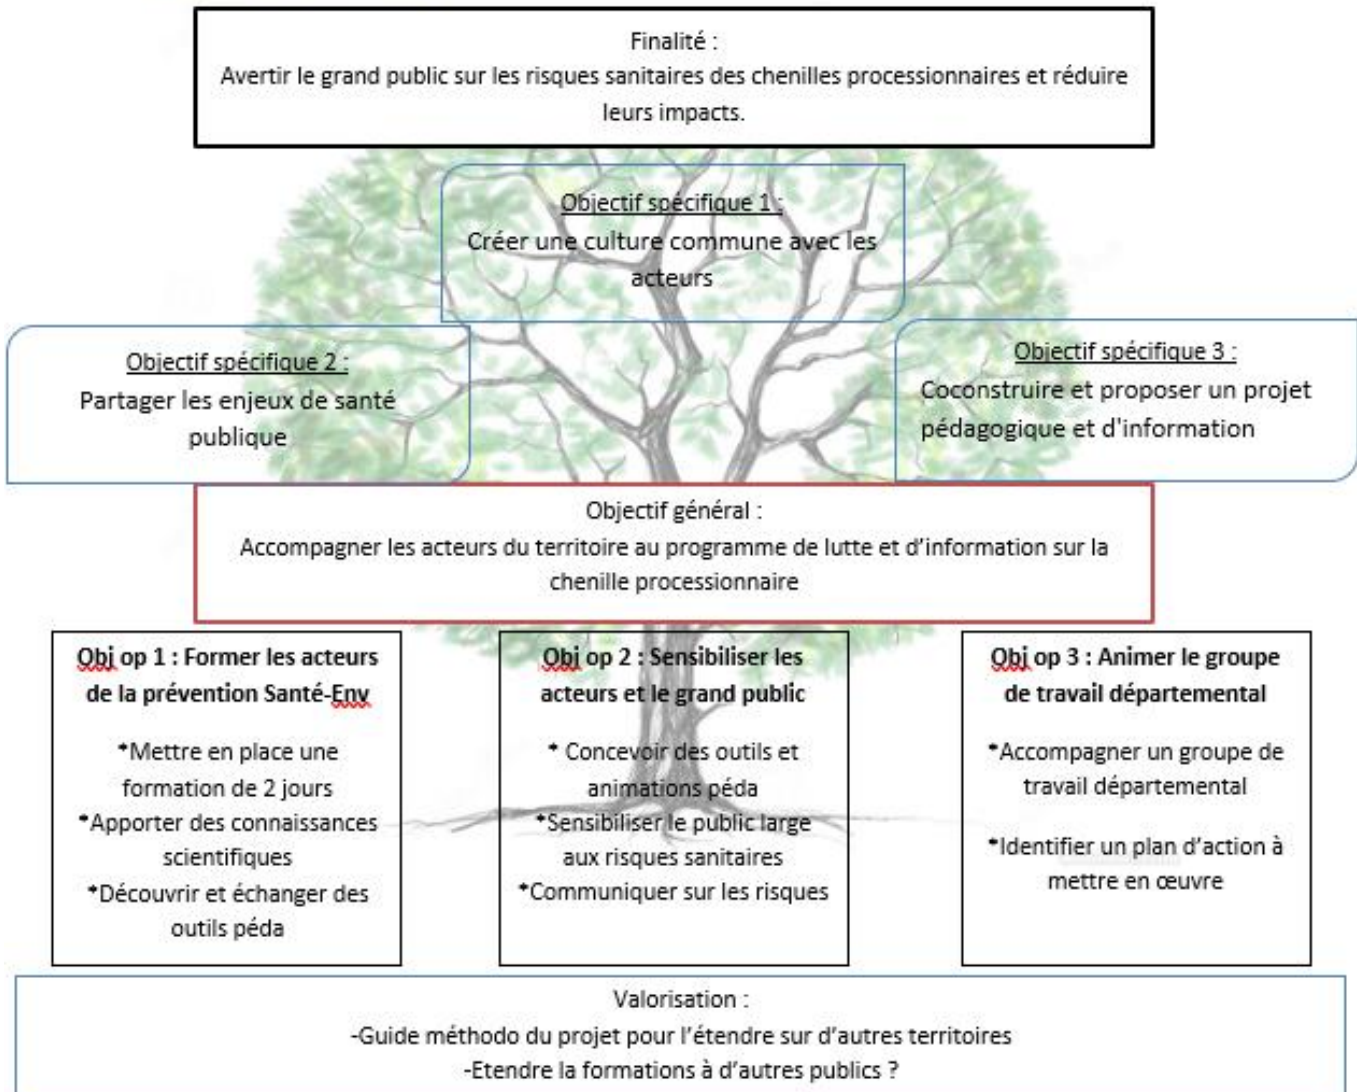 Finalité :
Avertir le grand public sur les risques sanitaires des chenilles processionnaires et réduire
leurs impacts.
Objectif spécifique 1 :
Créer une culture commune avec les
acteurs
Objectif spécifique 2 :
Partager les enjeux de santé
publique
Objectif spécifique 3 :
Coconstruire et proposer un projet
pédagogique et d'information
Objectif général :
Accompagner les acteurs du territoire au programme de lutte et d’information sur la
chenille processionnaire
Obj op 1 : Former les acteurs
de la prévention Santé-Env
*Mettre en place une
formation de 2 jours
*Apporter des connaissances
scientifiques
*Découvrir et échanger des
outils péda
Obj op 2 : Sensibiliser les
acteurs et le grand public
* Concevoir des outils et
animations péda
*Sensibiliser le public large
aux risques sanitaires
*Communiquer sur les risques
Obj op 3 : Animer le groupe
de travail départemental
*Accompagner un groupe de
travail départemental
*Identifier un plan d’action à
mettre en œuvre
Valorisation :
-Guide méthodo du projet pour l’étendre sur d’autres territoires
-Etendre la formations à d’autres publics ?